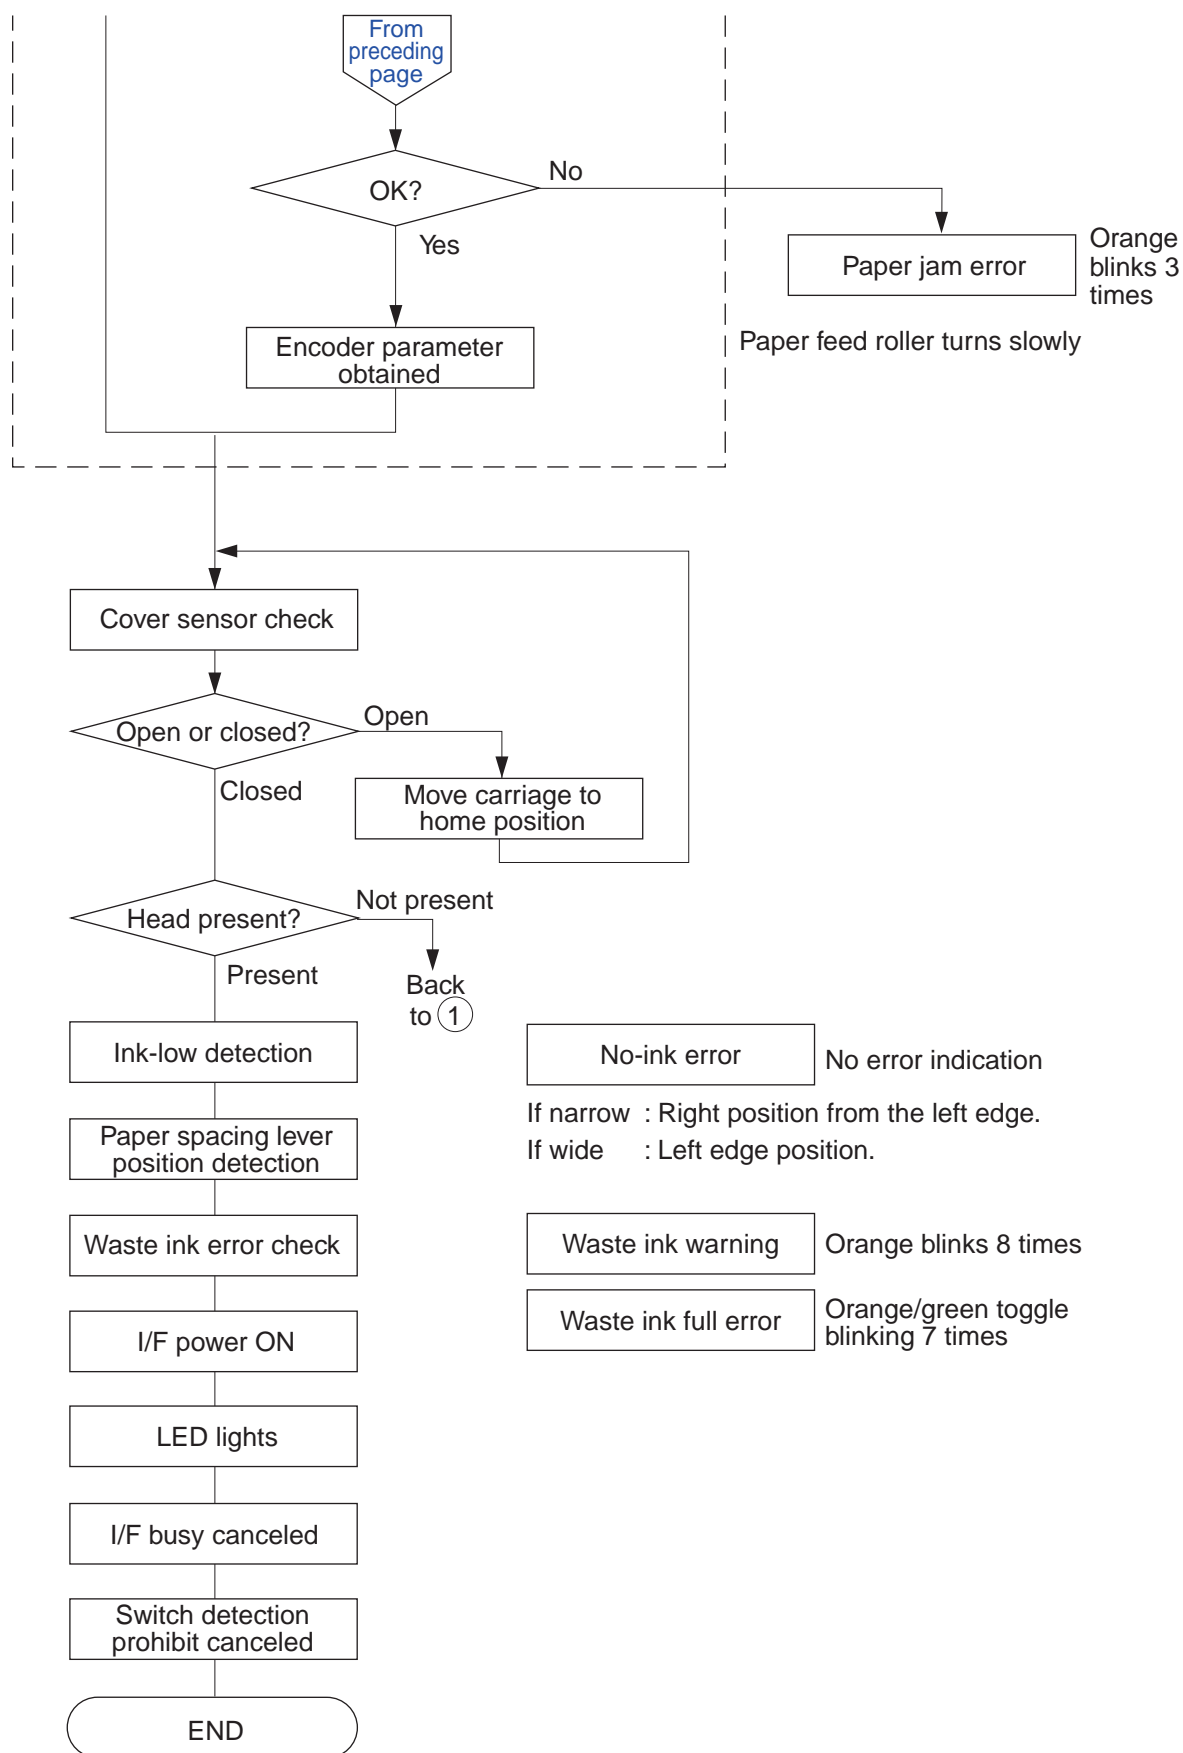 From
preceding
page
OK?
No
Yes
Paper jam error
Orange
blinks 3
times
Encoder parameter
obtained
Paper feed roller turns slowly
Cover sensor check
Open or closed?
Open
Closed
Move carriage to
home position
Head present?
Not present
Present
Back
to 1
Ink-low detection
No-ink error
No error indication
If narrow : Right position from the left edge.
If wide : Left edge position.
Paper spacing lever
position detection
Waste ink error check
Waste ink warning
Orange blinks 8 times
I/F power ON
Waste ink full error
Orange/green toggle
blinking 7 times
LED lights
I/F busy canceled
Switch detection
prohibit canceled
END